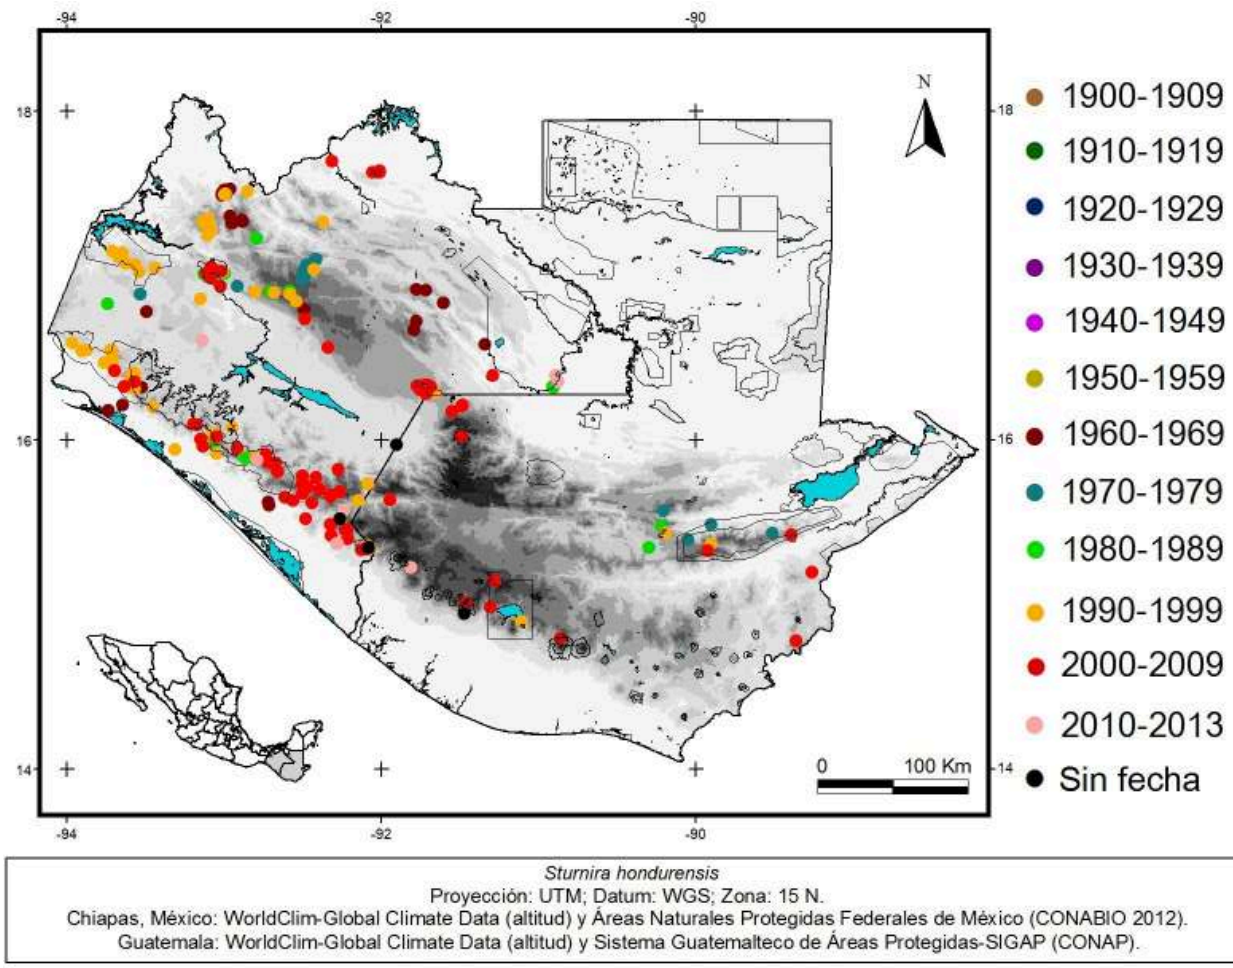 -94 -92 -90
N
18 18
16 16
14 14
0 100 Km
-94 -92 -90
1900-1909
1910-1919
1920-1929
1930-1939
1940-1949
1950-1959
1960-1969
1970-1979
1980-1989
1990-1999
2000-2009
2010-2013
Sin fecha
Sturnira hondurensis
Proyección: UTM; Datum: WGS; Zona: 15 N.
Chiapas, México: WorldClim-Global Climate Data (altitud) y Áreas Naturales Protegidas Federales de México (CONABIO 2012).
Guatemala: WorldClim-Global Climate Data (altitud) y Sistema Guatemalteco de Áreas Protegidas-SIGAP (CONAP).